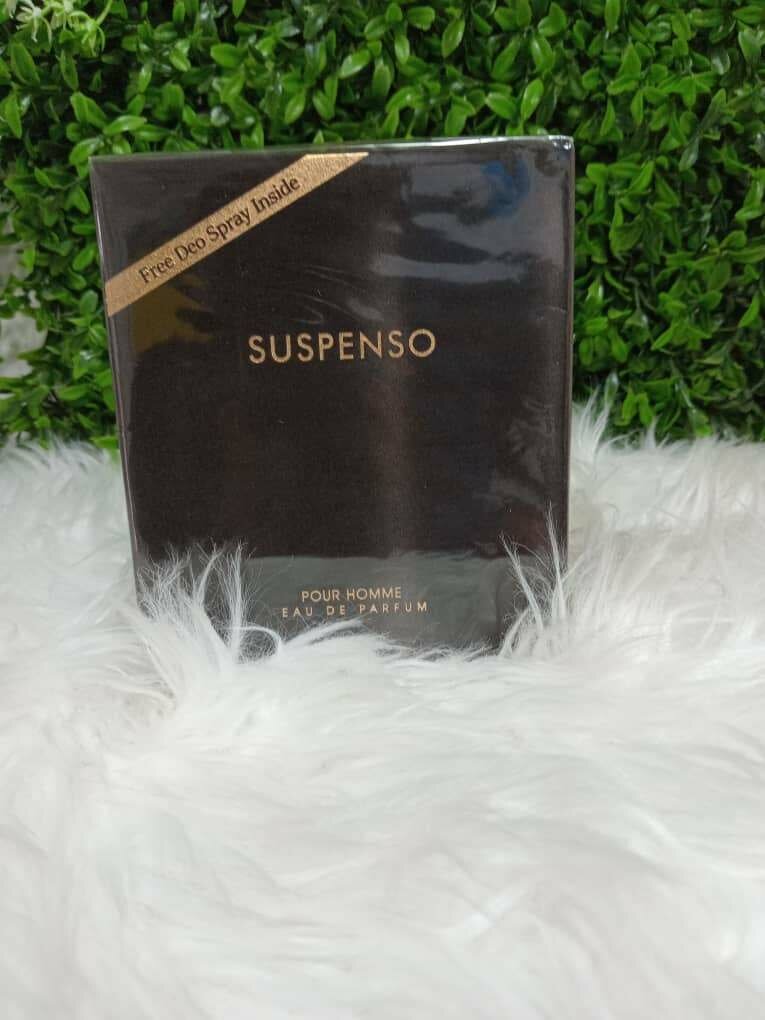 Free Deo Spray Inside
SUSPENSO
POUR HOMME
EAU DE PARFUM